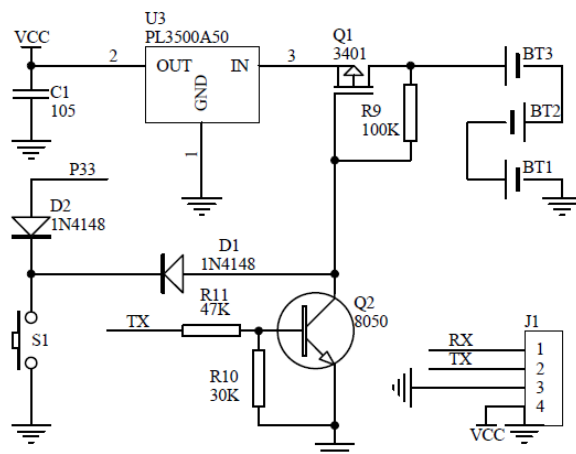 U3
PL3500A50
VCC
2
OUT
IN
3
GND
1
C1
105
Q1
3401
R9
100K
BT3
BT2
BT1
P33
D2
1N4148
D1
1N4148
S1
TX
R11
47K
R10
30K
Q2
8050
J1
RX
1
TX
2
3
4
VCC